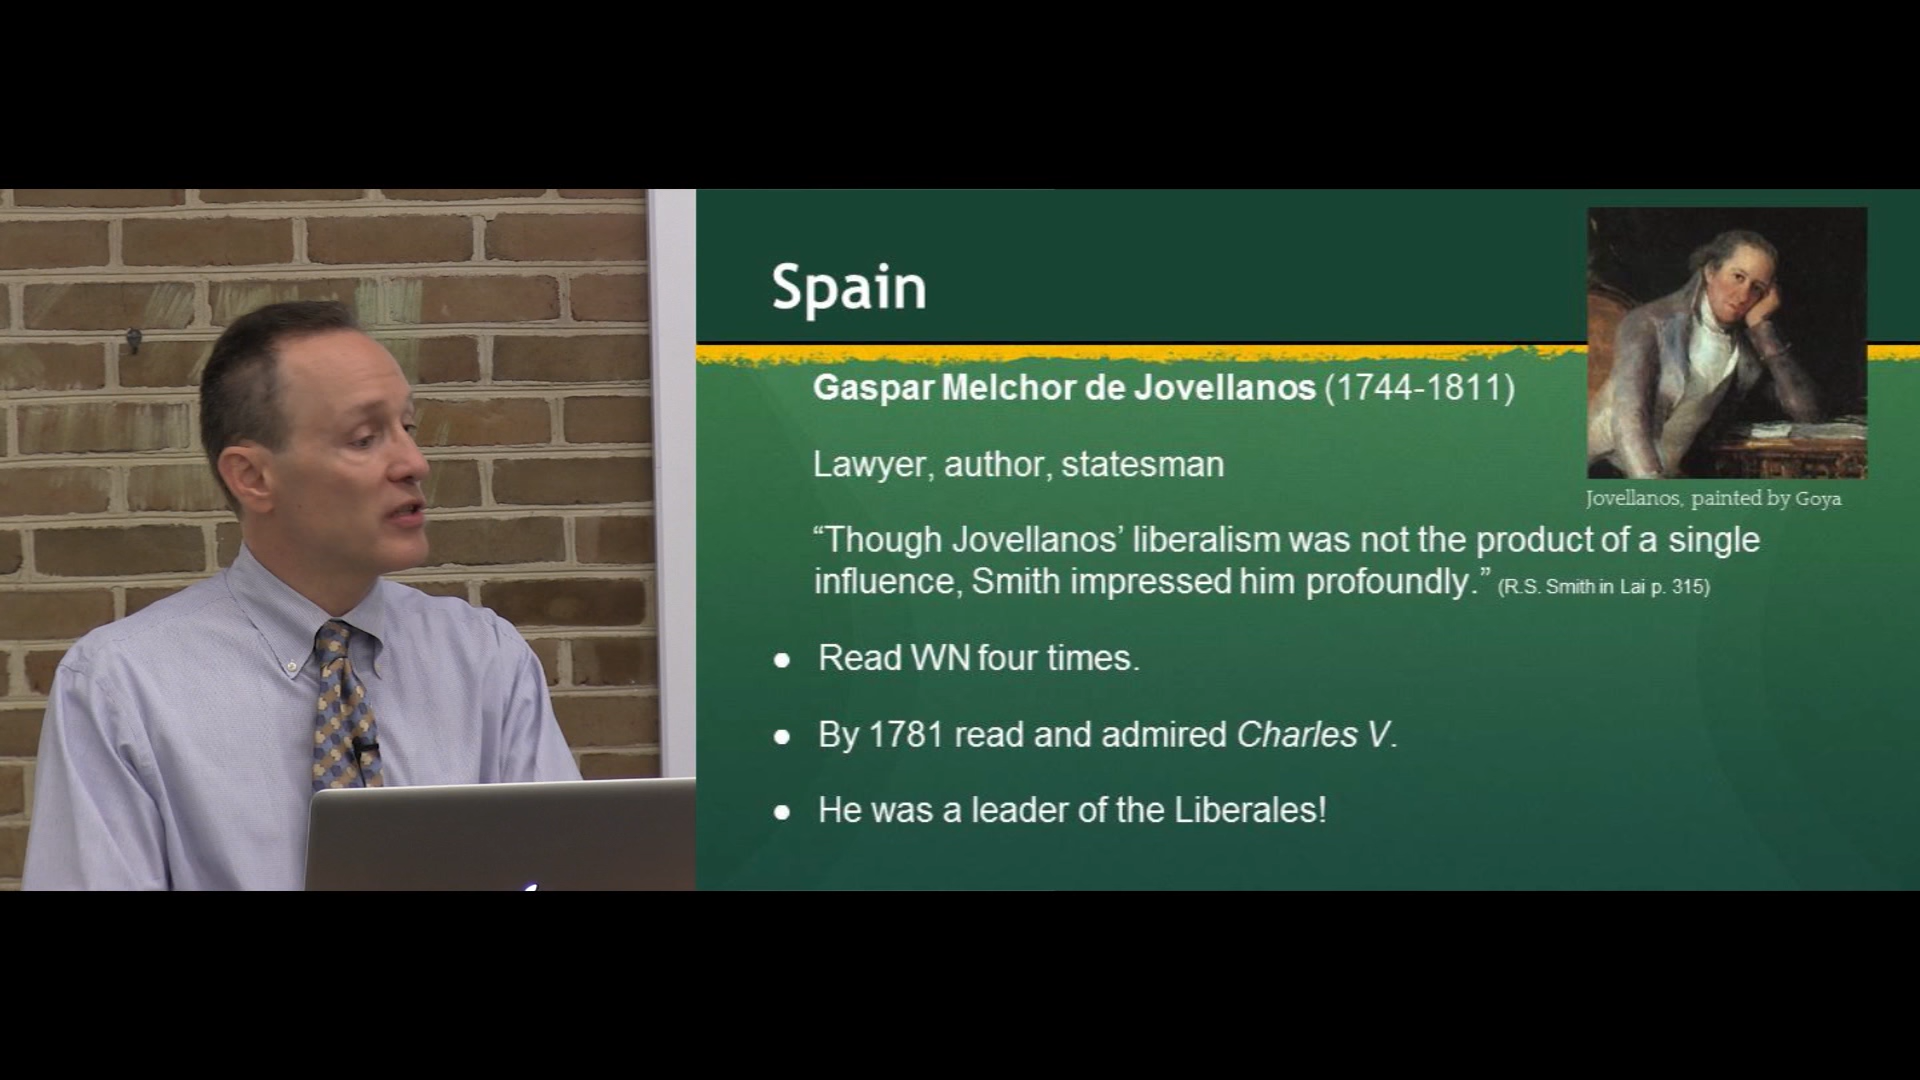 Spain
Gaspar Melchor de Jovellanos (1744-1811)
Lawyer, author, statesman
Jovellanos, painted by Goya
“Though Jovellanos’ liberalism was not the product of a single
influence, Smith impressed him profoundly.” (R.S. Smith in Lai p. 315)
● Read WN four times.
● By 1781 read and admired Charles V.
● He was a leader of the Liberales!